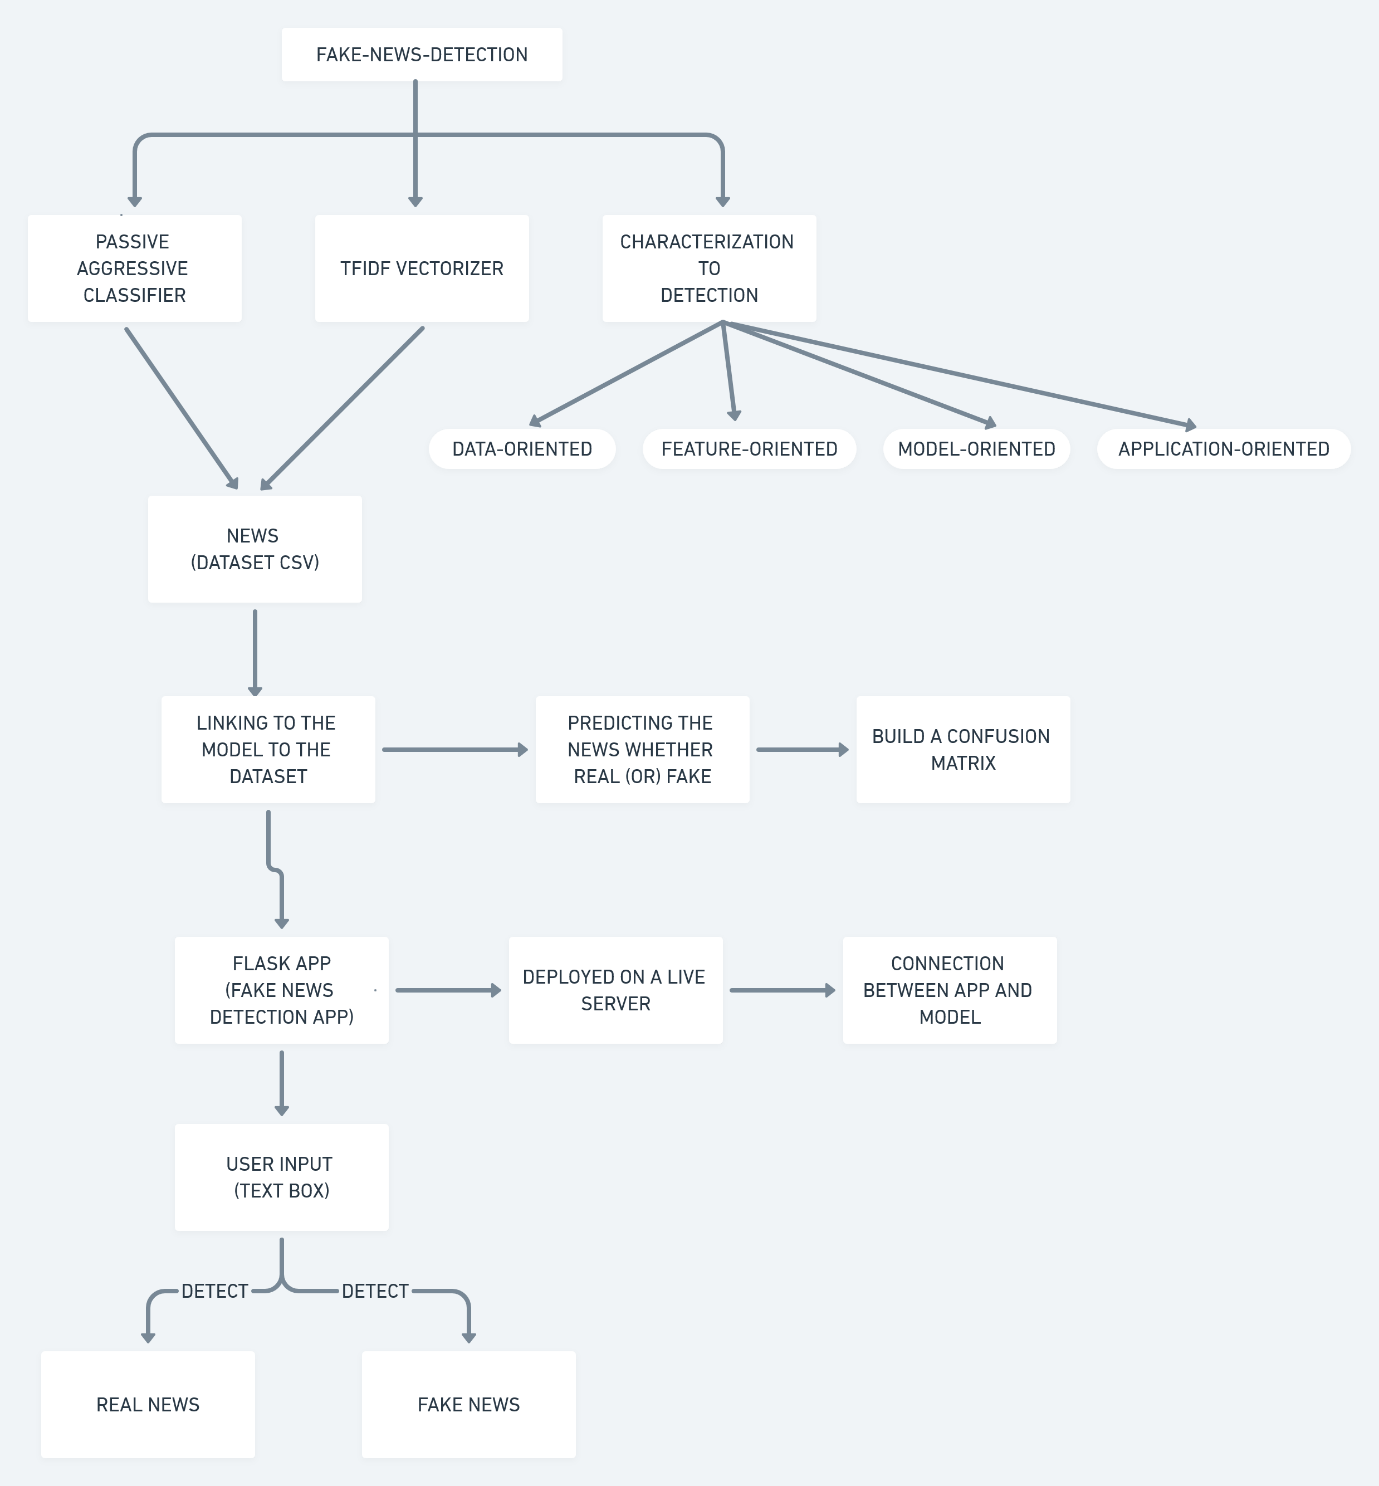 FAKE-NEWS-DETECTION
PASSIVE
AGGRESSIVE
CLASSIFIER
TFIDF VECTORIZER
CHARACTERIZATION
TO
DETECTION
DATA-ORIENTED
FEATURE-ORIENTED
MODEL-ORIENTED
APPLICATION-ORIENTED
NEWS
(DATASET CSV)
LINKING TO THE
MODEL TO THE
DATASET
PREDICTING THE
NEWS WHETHER
REAL (OR) FAKE
BUILD A CONFUSION
MATRIX
FLASK APP
(FAKE NEWS
DETECTION APP)
DEPLOYED ON A LIVE
SERVER
CONNECTION
BETWEEN APP AND
MODEL
USER INPUT
(TEXT BOX)
DETECT
DETECT
REAL NEWS
FAKE NEWS